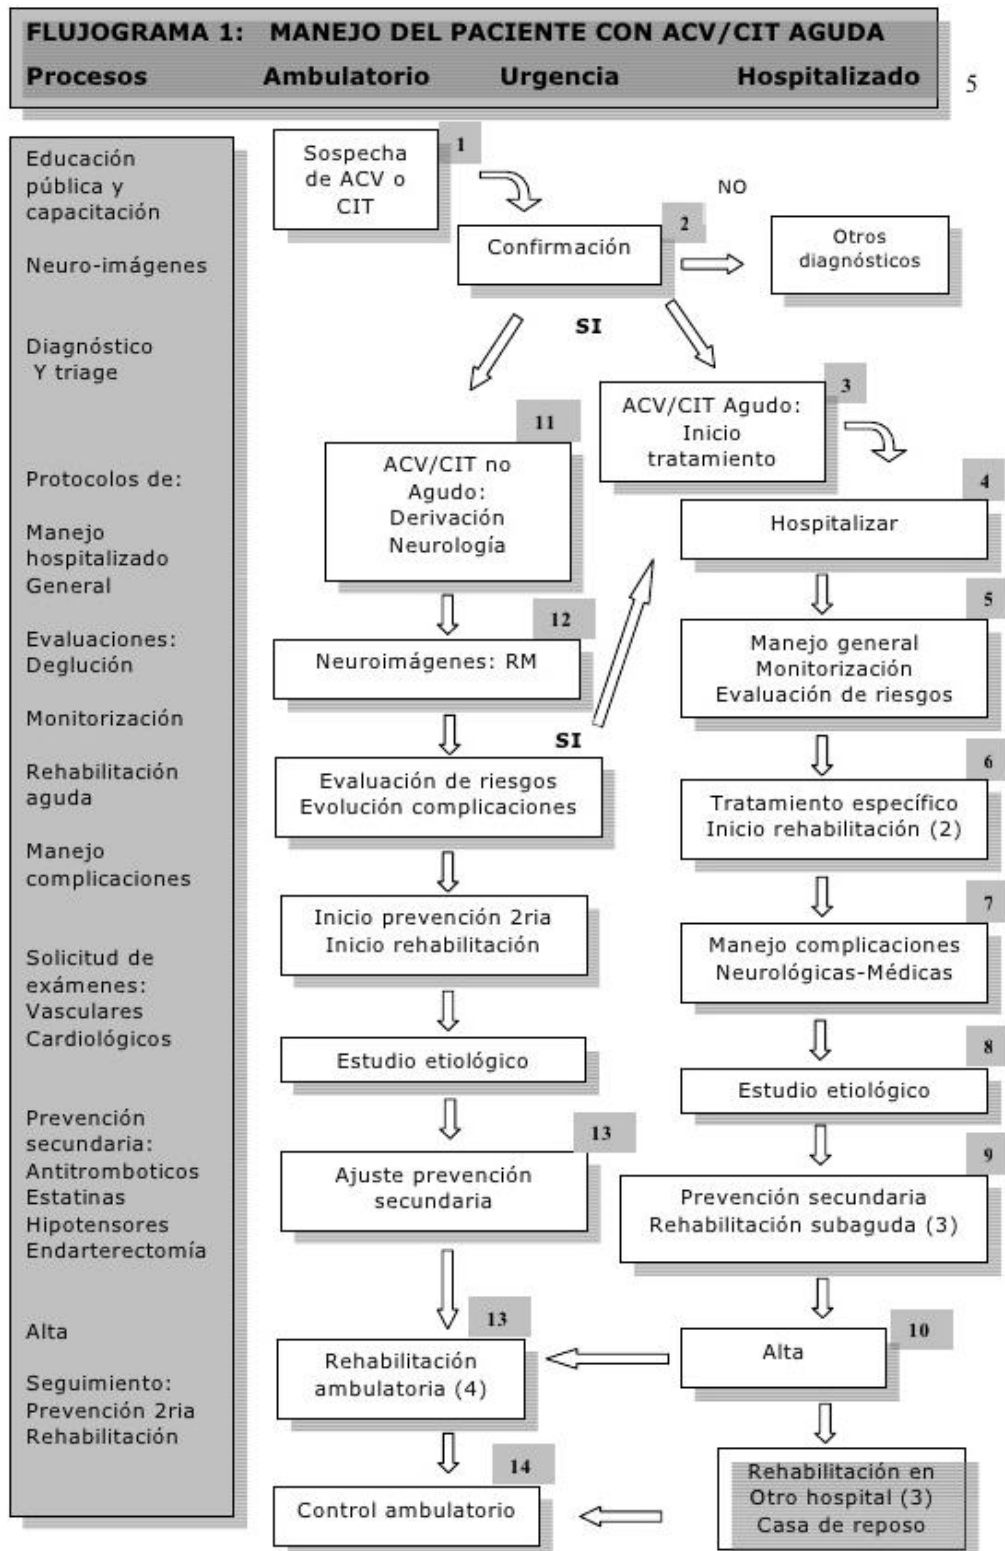 FLUJOGRAMA 1: MANEJO DEL PACIENTE CON ACV/CIT AGUDA
Procesos Ambulatorio Urgencia Hospitalizado
5
Educación
pública y
capacitación
Neuro-imágenes
Diagnóstico
Y triage
Protocolos de:
Manejo
hospitalizado
General
Evaluaciones:
Deglución
Monitorización
Rehabilitación
aguda
Manejo
complicaciones
Solicitud de
exámenes:
Vasculares
Cardiológicos
Prevención
secundaria:
Antitromboticos
Estatinas
Hipotensores
Endarterectomía
Alta
Seguimiento:
Prevención 2ria
Rehabilitación
1
Sospecha
de ACV o
CIT
2
Confirmación
NO
Otros
diagnósticos
SI
3
ACV/CIT Agudo:
Inicio
tratamiento
11
ACV/CIT no
Agudo:
Derivación
Neurología
12
Neuroimágenes: RM
SI
Evaluación de riesgos
Evolución complicaciones
Inicio prevención 2ria
Inicio rehabilitación
Estudio etiológico
13
Ajuste prevención
secundaria
13
Rehabilitación
ambulatoria (4)
14
Control ambulatorio
4
Hospitalizar
5
Manejo general
Monitorización
Evaluación de riesgos
6
Tratamiento específico
Inicio rehabilitación (2)
7
Manejo complicaciones
Neurológicas-Médicas
8
Estudio etiológico
9
Prevención secundaria
Rehabilitación subaguda (3)
10
Alta
Rehabilitación en
Otro hospital (3)
Casa de reposo